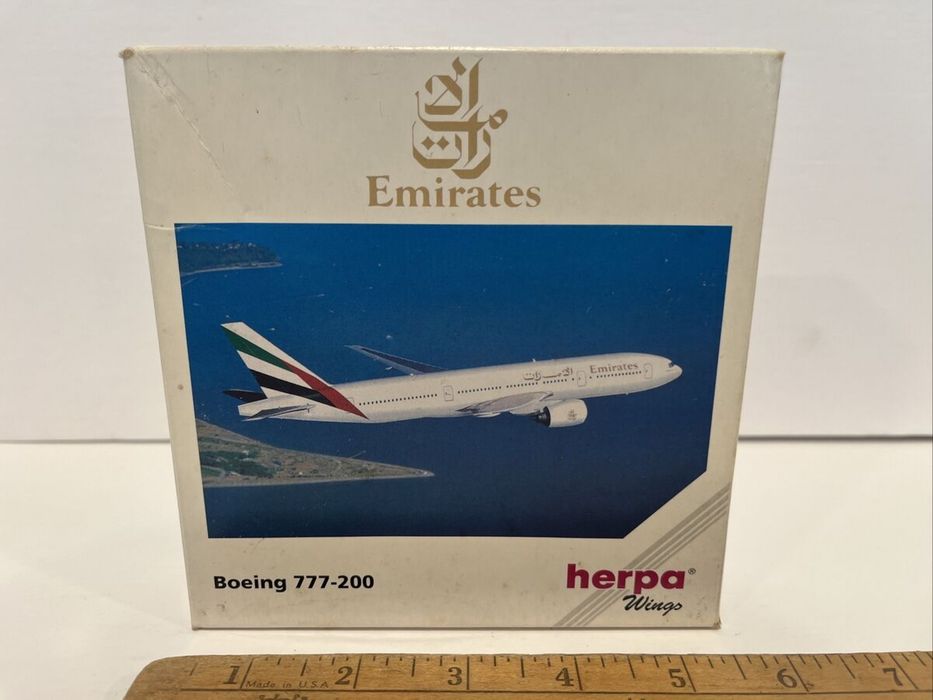 الإمارات
Emirates
الإمارات
Emirates
Boeing 777-200
herpa®
Wings
1 2 3 4 5 6 7
Made in U.S.A.